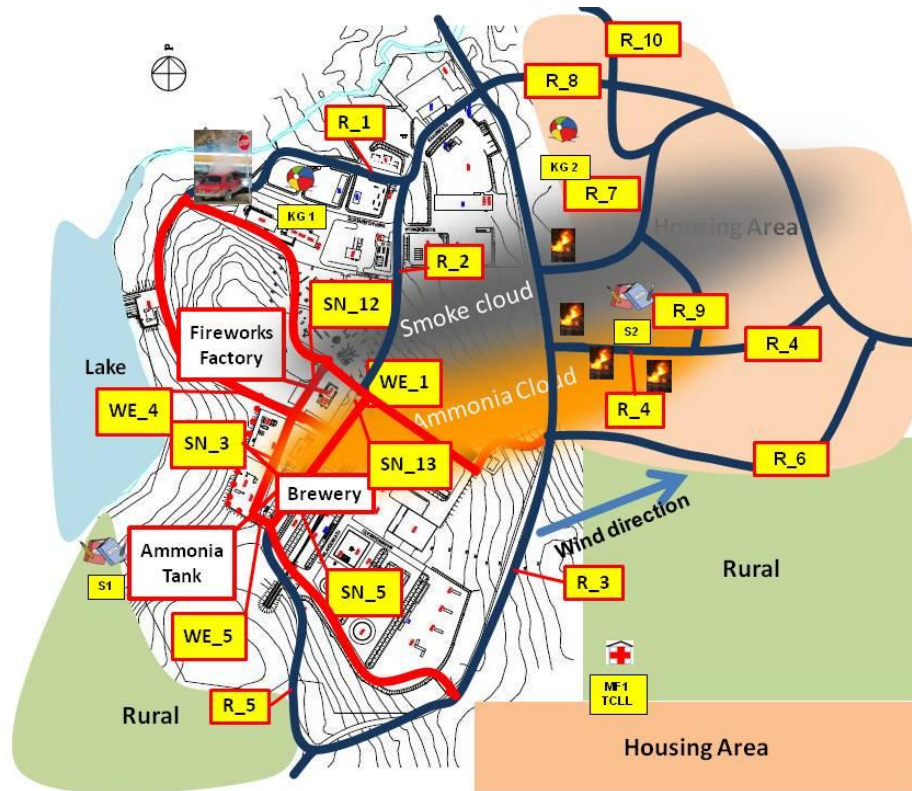 R_10
R_8
P
R_1
KG 1
KG 2
R_7
Housing Area
R_2
SN_12
Smoke cloud
R_9
S2
Fireworks
Factory
Lake
WE_1
R_4
WE_4
Ammonia Cloud
R_4
SN_3
SN_13
R_6
Brewery
Wind direction
Ammonia
Tank
S1
SN_5
R_3
Rural
WE_5
MF1
TCLL
R_5
Rural
Housing Area